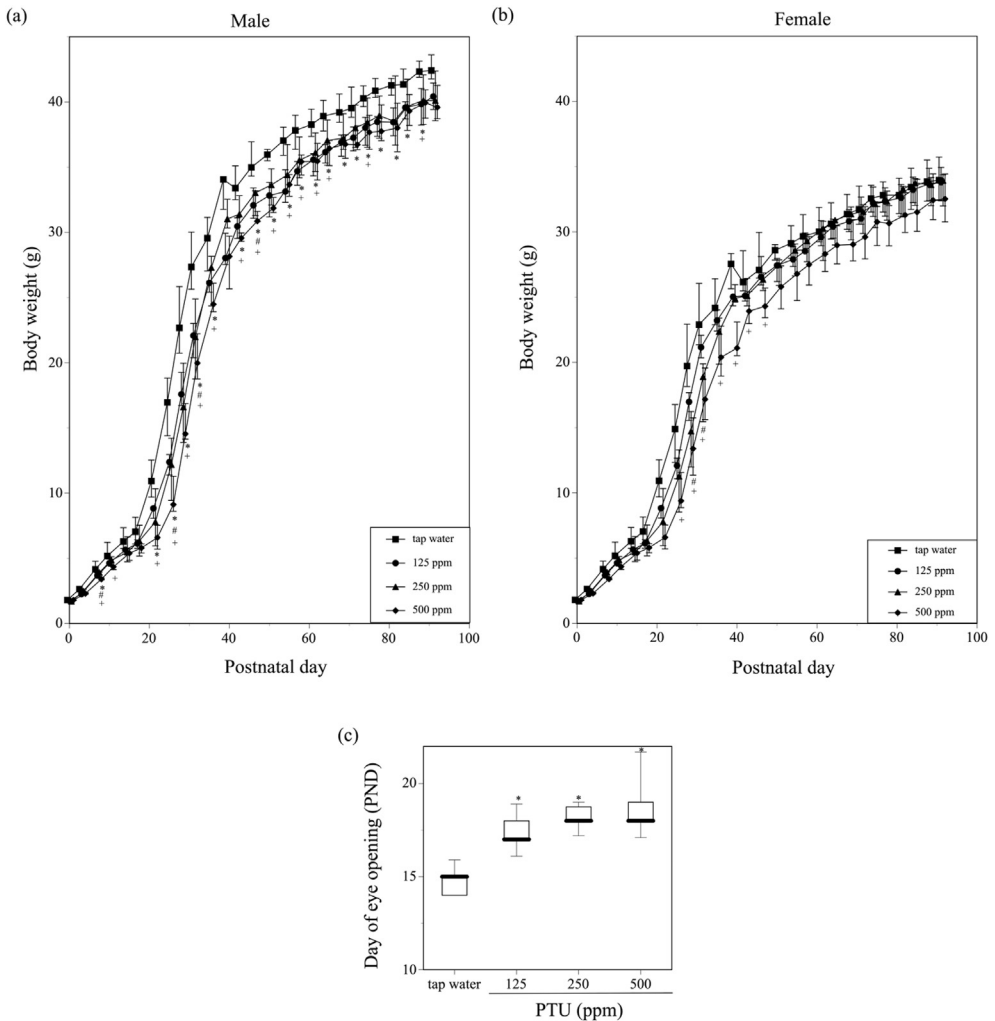 (a)
Male
Body weight (g)
40
30
20
10
0
0 20 40 60 80 100
Postnatal day
tap water
125 ppm
250 ppm
500 ppm
(b)
Female
Body weight (g)
40
30
20
10
0
0 20 40 60 80 100
Postnatal day
tap water
125 ppm
250 ppm
500 ppm
(c)
Day of eye opening (PND)
20
15
10
* * *
tap water 125 250 500
PTU (ppm)